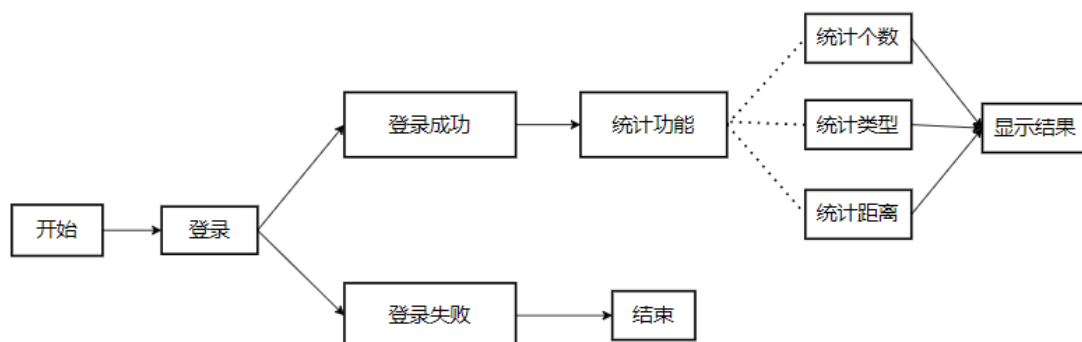 开始
登录
登录成功
统计功能
统计个数
统计类型
统计距离
显示结果
登录失败
结束